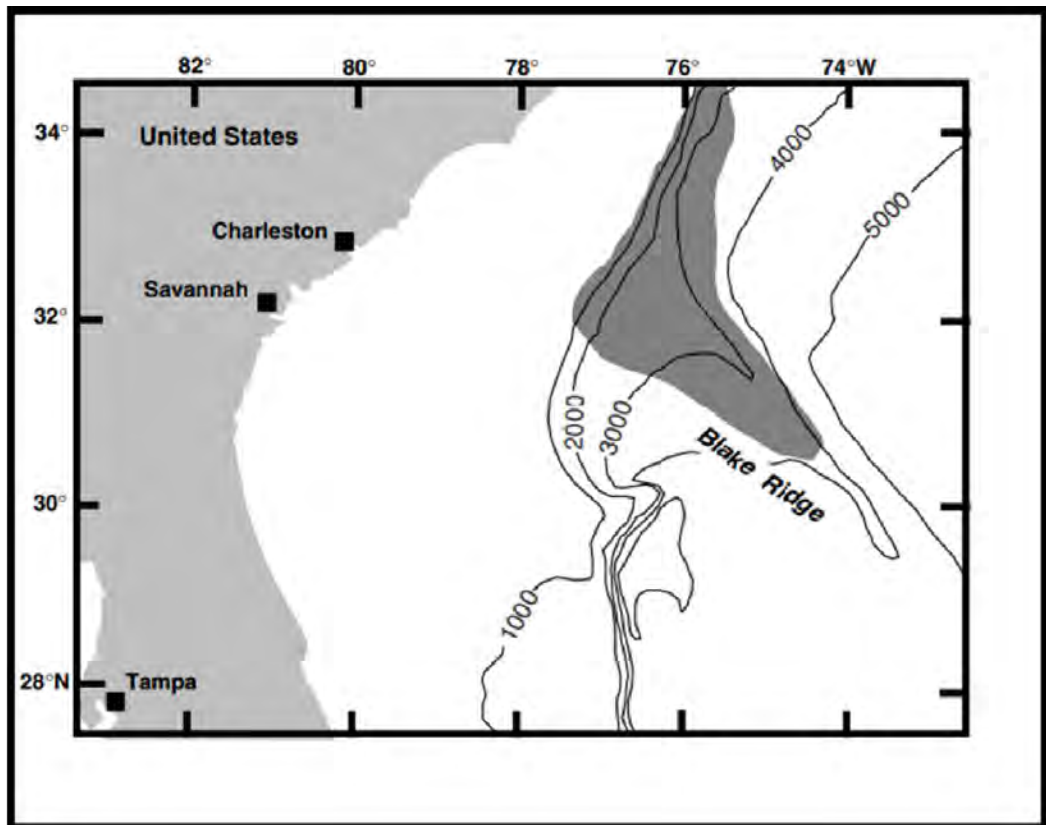 82° 80° 78° 76° 74°W
34°
United States
4000
5000
Charleston
Savannah
32°
2000
3000
Blake Ridge
30°
1000
28°N
Tampa